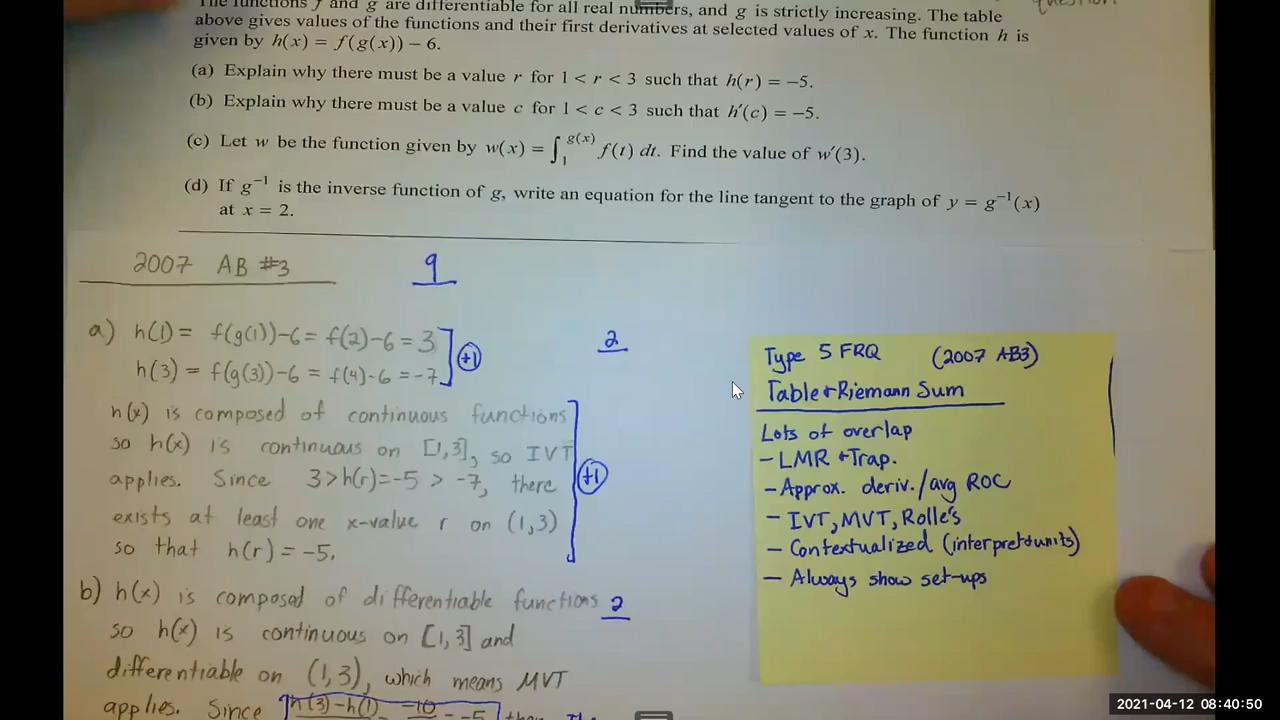 The functions f and g are differentiable for all real numbers, and g is strictly increasing. The table
above gives values of the functions and their first derivatives at selected values of x. The function h is
given by h(x) = f(g(x)) − 6.
(a) Explain why there must be a value r for 1 < r < 3 such that h(r) = −5.
(b) Explain why there must be a value c for 1 < c < 3 such that h′(c) = −5.
(c) Let w be the function given by w(x) = ∫₁^g(x) f(t) dt. Find the value of w′(3).
(d) If g⁻¹ is the inverse function of g, write an equation for the line tangent to the graph of y = g⁻¹(x)
at x = 2.
question
2007 AB #3
9
a) h(1) = f(g(1))-6 = f(2)-6 = 3
h(3) = f(g(3))-6 = f(4)-6 = -7
+1
2
h(x) is composed of continuous functions
so h(x) is continuous on [1,3], so IVT
applies. Since 3>h(r)=-5 > -7, there
exists at least one x-value r on (1,3)
so that h(r) = -5.
+1
b) h(x) is composed of differentiable functions
2
so h(x) is continuous on [1,3] and
differentiable on (1,3), which means MVT
applies. Since h(3)-h(1) -10 = -5
Type 5 FRQ (2007 AB3)
Table + Riemann Sum
Lots of overlap
- LMR + Trap.
- Approx. deriv./avg ROC
- IVT, MVT, Rolle's
- Contextualized (interpret+units)
- Always show set-ups
2021-04-12 08:40:50